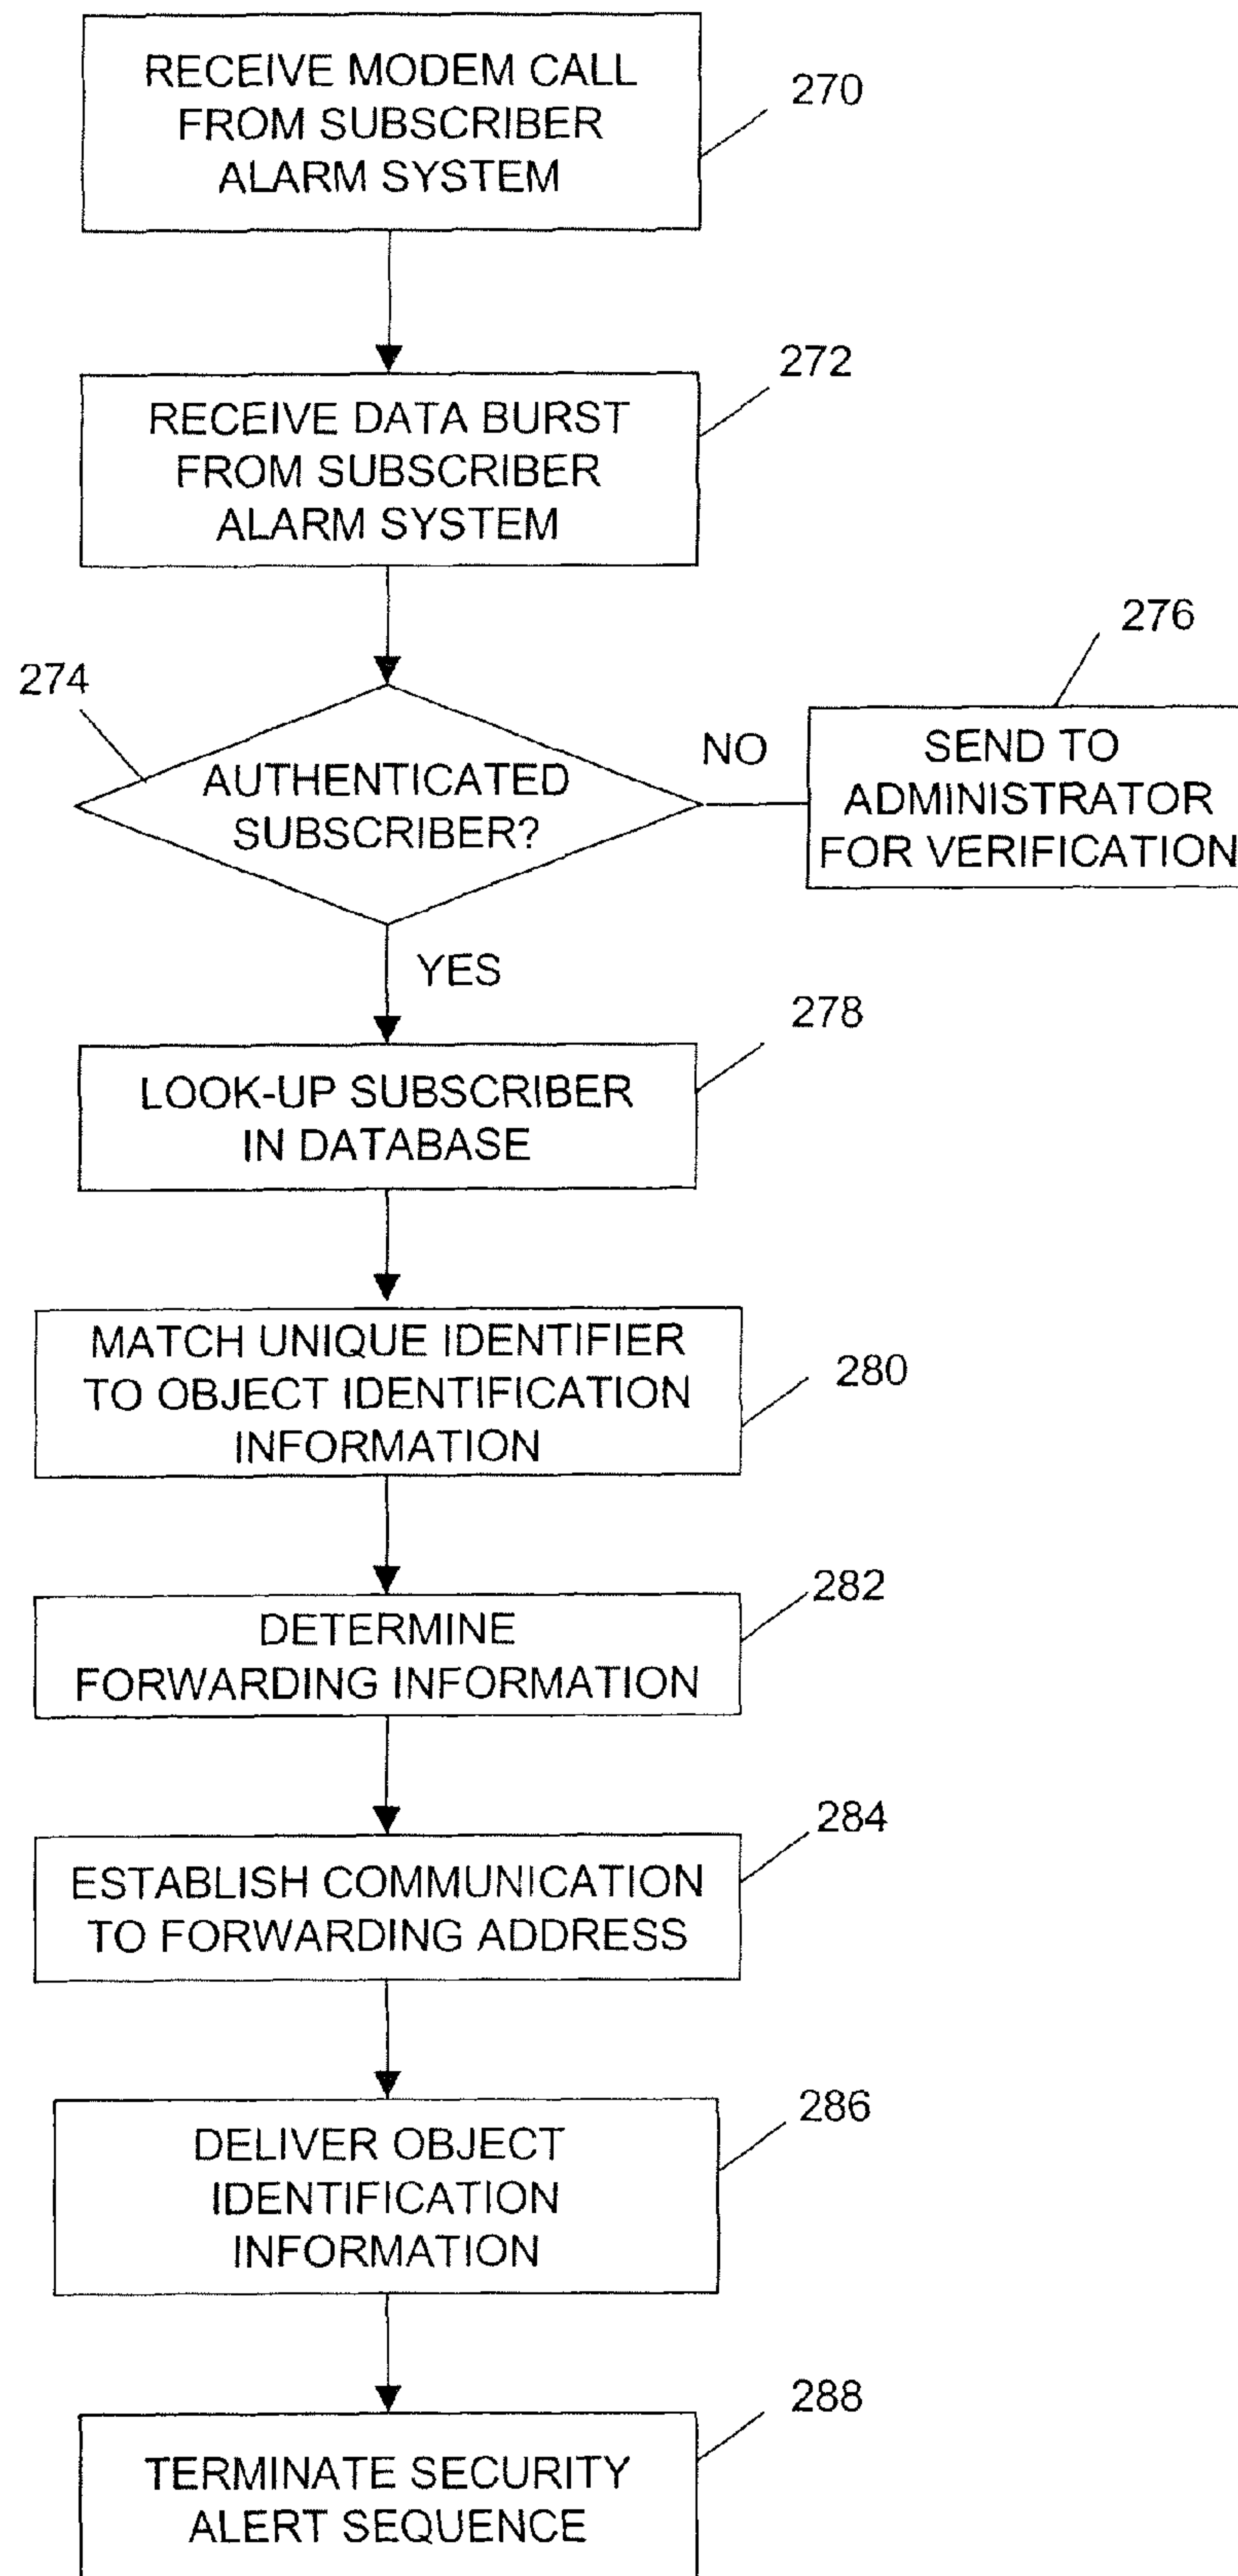 RECEIVE MODEM CALL
FROM SUBSCRIBER
ALARM SYSTEM
270
RECEIVE DATA BURST
FROM SUBSCRIBER
ALARM SYSTEM
272
274
AUTHENTICATED
SUBSCRIBER?
NO
276
SEND TO
ADMINISTRATOR
FOR VERIFICATION
YES
278
LOOK-UP SUBSCRIBER
IN DATABASE
MATCH UNIQUE IDENTIFIER
TO OBJECT IDENTIFICATION
INFORMATION
280
DETERMINE
FORWARDING INFORMATION
282
ESTABLISH COMMUNICATION
TO FORWARDING ADDRESS
284
DELIVER OBJECT
IDENTIFICATION
INFORMATION
286
TERMINATE SECURITY
ALERT SEQUENCE
288